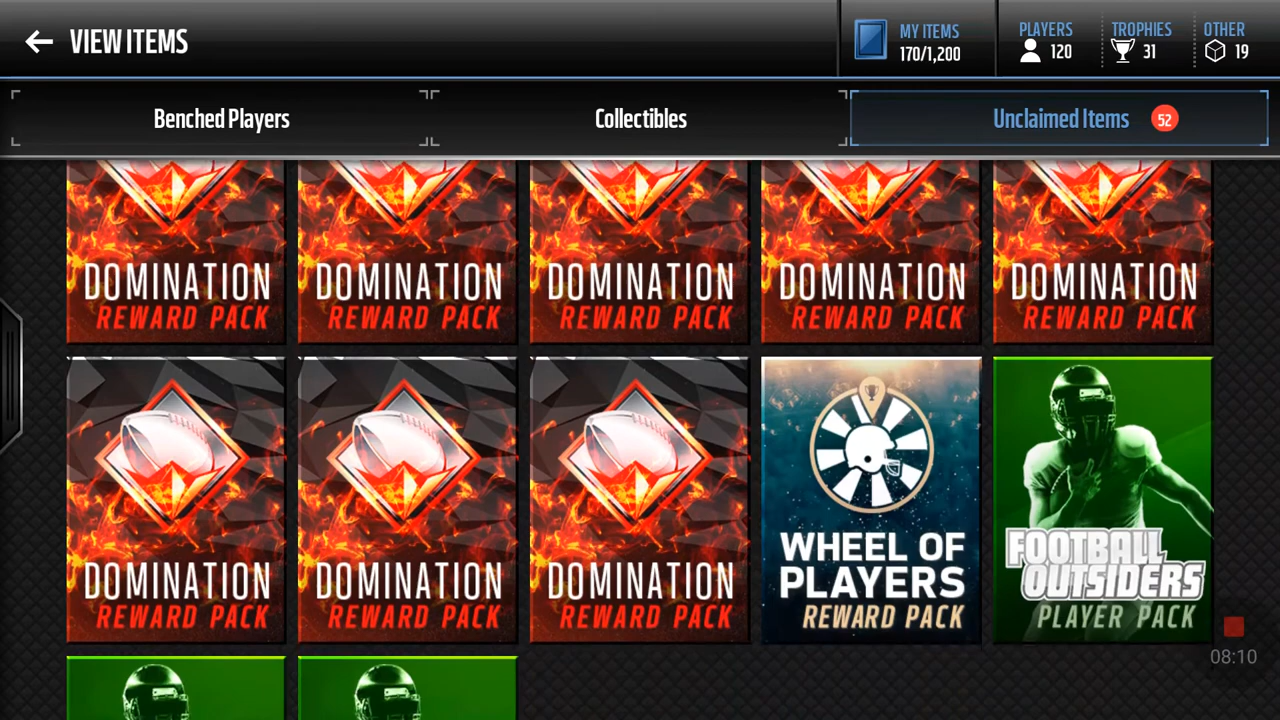 VIEW ITEMS
MY ITEMS
170/1,200
PLAYERS
120
TROPHIES
31
OTHER
19
Benched Players
Collectibles
Unclaimed Items
52
DOMINATION
REWARD PACK
DOMINATION
REWARD PACK
DOMINATION
REWARD PACK
DOMINATION
REWARD PACK
DOMINATION
REWARD PACK
DOMINATION
REWARD PACK
DOMINATION
REWARD PACK
DOMINATION
REWARD PACK
WHEEL OF
PLAYERS
REWARD PACK
FOOTBALL
OUTSIDERS
PLAYER PACK
08:10